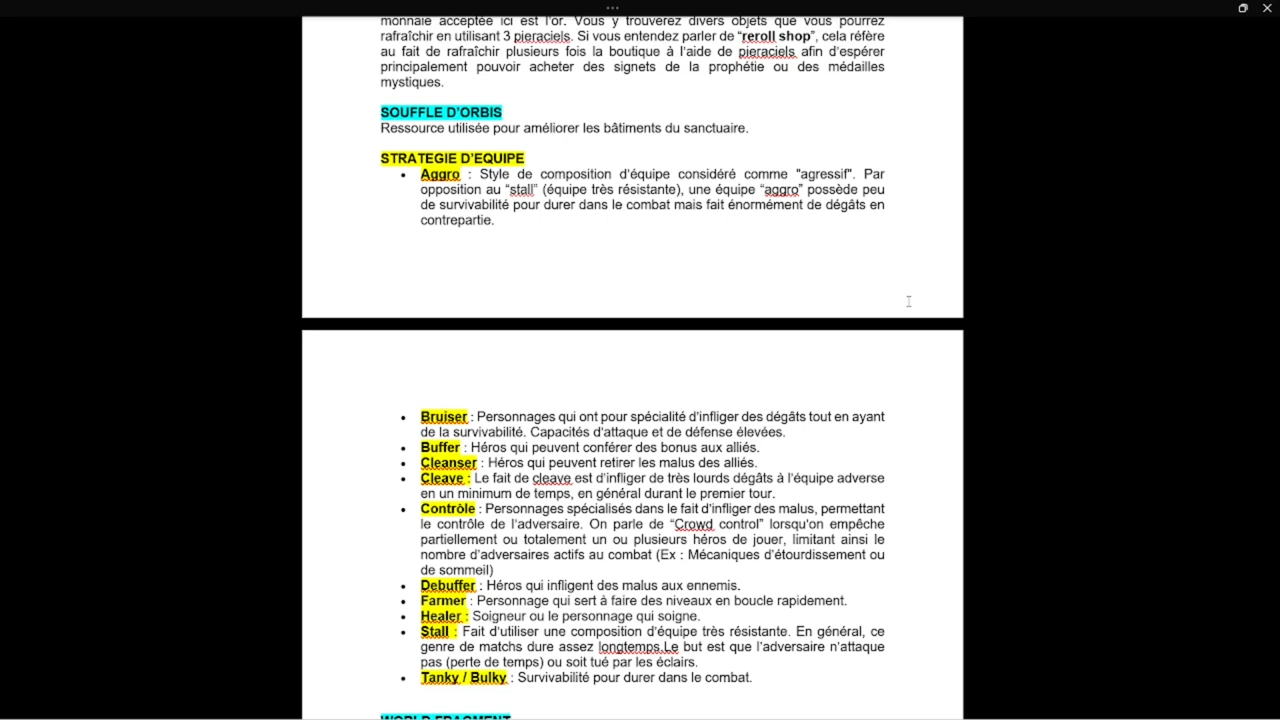 monnaie acceptée ici est l'or. Vous y trouverez divers objets que vous pourrez
rafraîchir en utilisant 3 pieraciels. Si vous entendez parler de “reroll shop”, cela réfère
au fait de rafraîchir plusieurs fois la boutique à l'aide de pieraciels afin d'espérer
principalement pouvoir acheter des signets de la prophétie ou des médailles
mystiques.
SOUFFLE D'ORBIS
Ressource utilisée pour améliorer les bâtiments du sanctuaire.
STRATEGIE D'EQUIPE
• Aggro : Style de composition d'équipe considéré comme "agressif". Par
opposition au “stall” (équipe très résistante), une équipe “aggro” possède peu
de survivabilité pour durer dans le combat mais fait énormément de dégâts en
contrepartie.
• Bruiser : Personnages qui ont pour spécialité d'infliger des dégâts tout en ayant
de la survivabilité. Capacités d'attaque et de défense élevées.
• Buffer : Héros qui peuvent conférer des bonus aux alliés.
• Cleanser : Héros qui peuvent retirer les malus des alliés.
• Cleave : Le fait de cleave est d'infliger de très lourds dégâts à l'équipe adverse
en un minimum de temps, en général durant le premier tour.
• Contrôle : Personnages spécialisés dans le fait d'infliger des malus, permettant
le contrôle de l'adversaire. On parle de “Crowd control” lorsqu'on empêche
partiellement ou totalement un ou plusieurs héros de jouer, limitant ainsi le
nombre d'adversaires actifs au combat (Ex : Mécaniques d'étourdissement ou
de sommeil)
• Debuffer : Héros qui infligent des malus aux ennemis.
• Farmer : Personnage qui sert à faire des niveaux en boucle rapidement.
• Healer : Soigneur ou le personnage qui soigne.
• Stall : Fait d'utiliser une composition d'équipe très résistante. En général, ce
genre de matchs dure assez longtemps.Le but est que l'adversaire n'attaque
pas (perte de temps) ou soit tué par les éclairs.
• Tanky / Bulky : Survivabilité pour durer dans le combat.
WORLD FRAGMENT